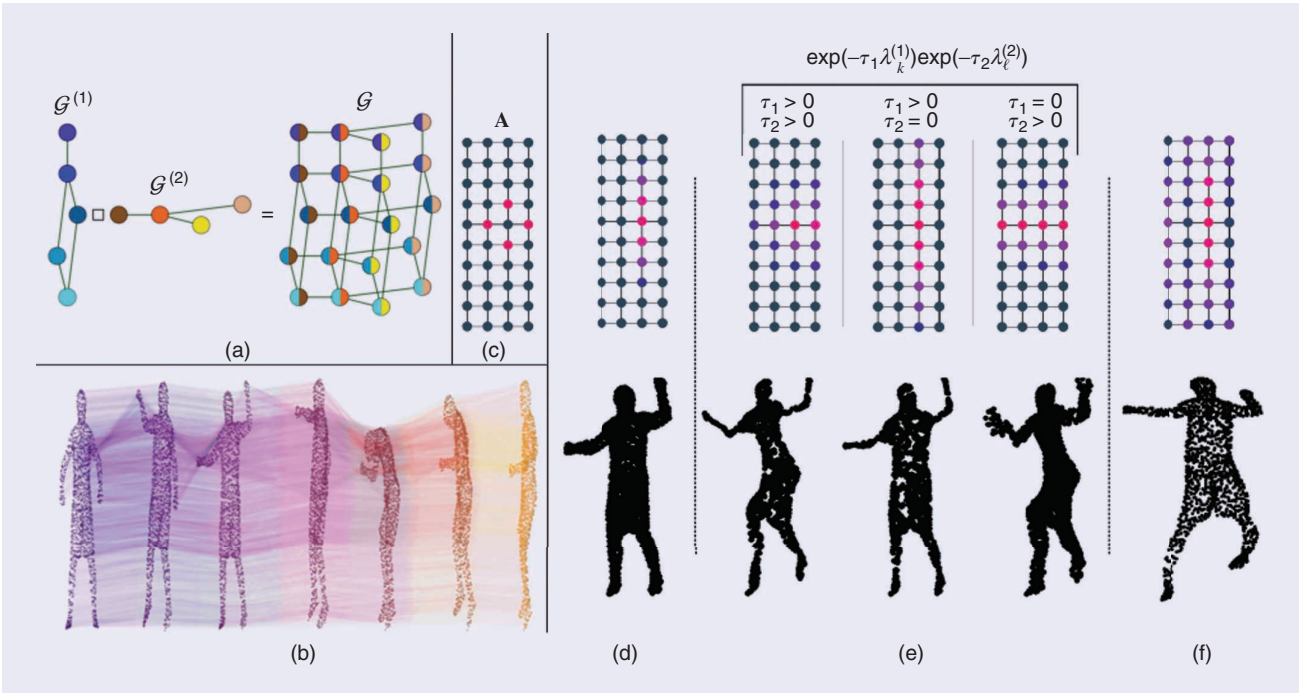 𝒢(1)
𝒢(2)
□
=
𝒢
(a)
A
(c)
(b)
(d)
exp(–τ₁λₖ⁽¹⁾)exp(–τ₂λℓ⁽²⁾)
τ₁ > 0
τ₂ > 0
τ₁ > 0
τ₂ = 0
τ₁ = 0
τ₂ > 0
(e)
(f)